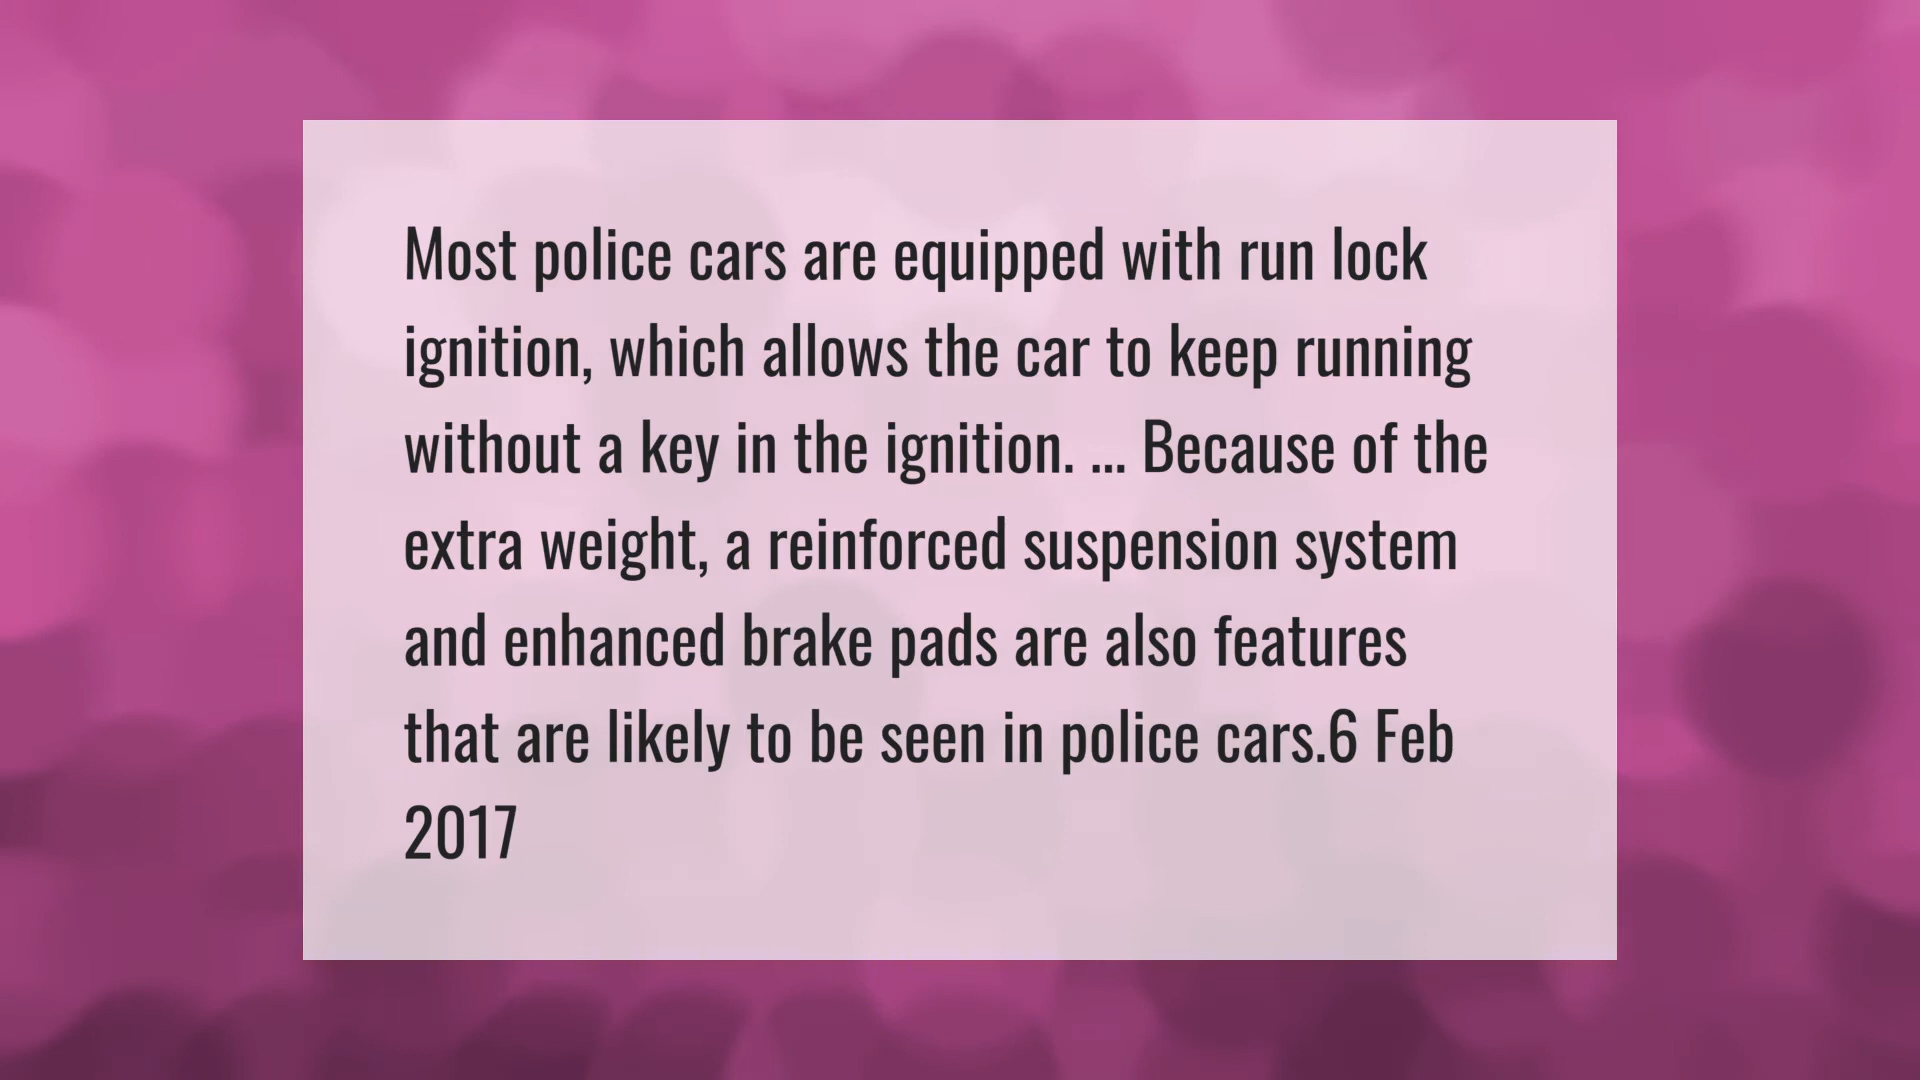 Most police cars are equipped with run lock
ignition, which allows the car to keep running
without a key in the ignition. ... Because of the
extra weight, a reinforced suspension system
and enhanced brake pads are also features
that are likely to be seen in police cars.6 Feb
2017